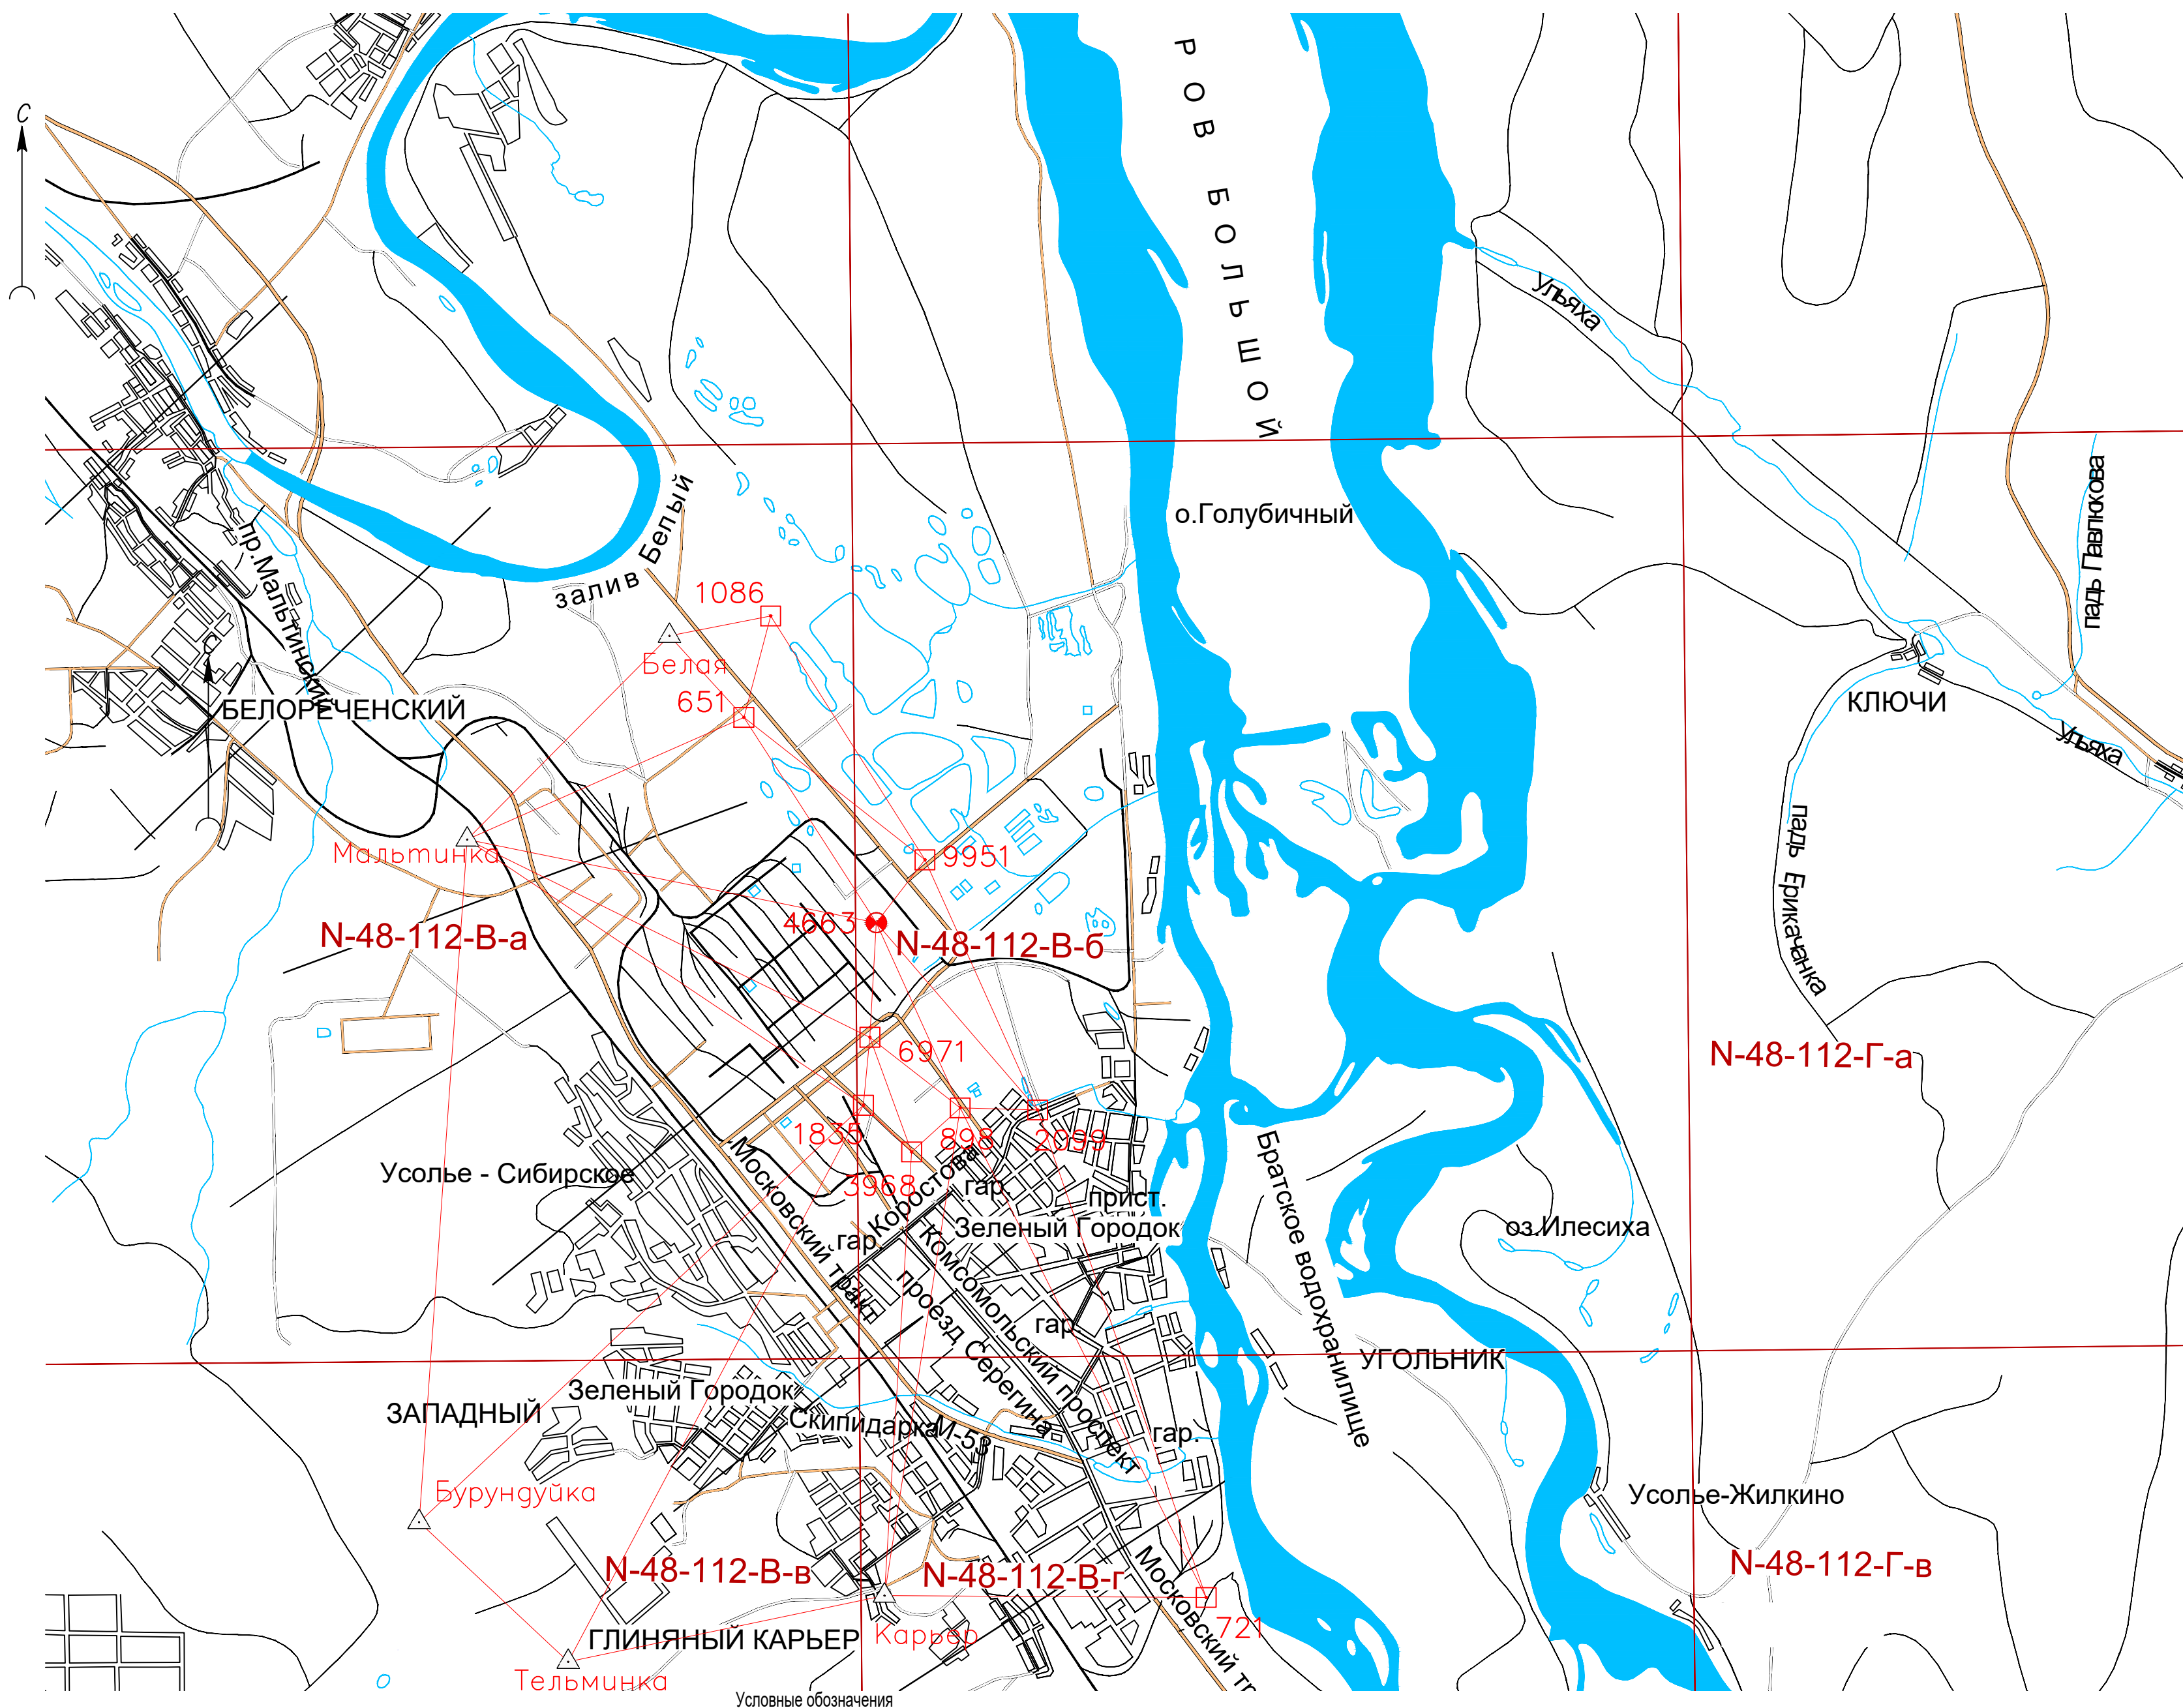 С
РОВ БОЛЬШОЙ
Ульяха
о.Голубичный
залив Белый
пр.Мальтинский
падь Павлюкова
1086
Белая
651
БЕЛОРЕЧЕНСКИЙ
КЛЮЧИ
Ульяха
Мальтинка
9951
падь Ерикачанка
4663
N-48-112-В-а
N-48-112-В-б
N-48-112-Г-а
6971
1835
898
2099
3968
Усолье - Сибирское
Московский тракт
Коростова
гар.
прист.
Зеленый Городок
гар.
Братское водохранилище
оз.Илесиха
Комсомольский проспект
проезд Серегина
гар
УГОЛЬНИК
Зеленый Городок
ЗАПАДНЫЙ
Скипидарка
М-53
гар.
Бурундуйка
Усолье-Жилкино
N-48-112-В-в
N-48-112-В-г
N-48-112-Г-в
Московский тр
721
ГЛИНЯНЫЙ КАРЬЕР
Карьер
Тельминка
Условные обозначения